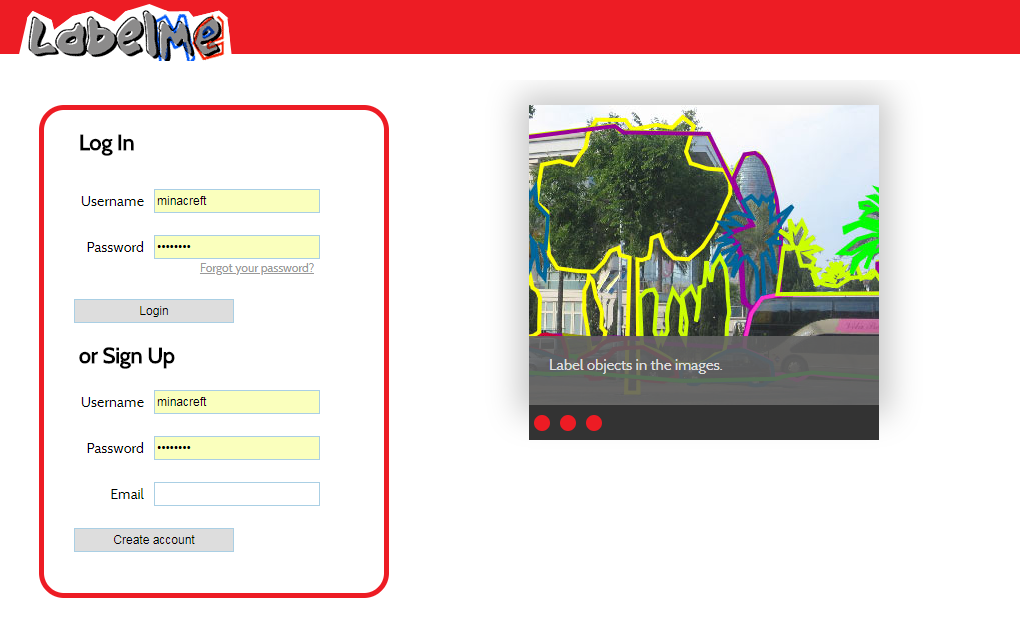 LabelMe
Log In
Username minacreft
Password ••••••••
Forgot your password?
Login
or Sign Up
Username minacreft
Password ••••••••
Email
Create account
Label objects in the images.